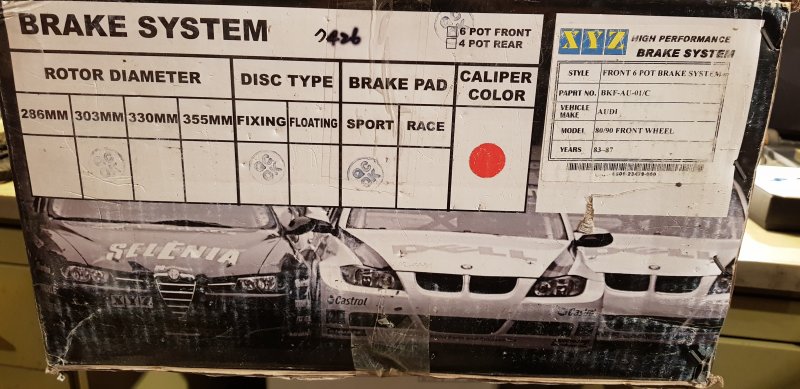 BRAKE SYSTEM
6 POT FRONT
4 POT REAR
ROTOR DIAMETER
DISC TYPE
BRAKE PAD
CALIPER
COLOR
286MM
303MM
330MM
355MM
FIXING
FLOATING
SPORT
RACE
XYZ HIGH PERFORMANCE
BRAKE SYSTEM
STYLE FRONT 6 POT BRAKE SYSTEM
PAPRT NO. BKF-AU-01/C
VEHICLE
MAKE AUDI
MODEL 80/90 FRONT WHEEL
YEARS 83-87
SELENIA
XYZ
Castrol
Castrol